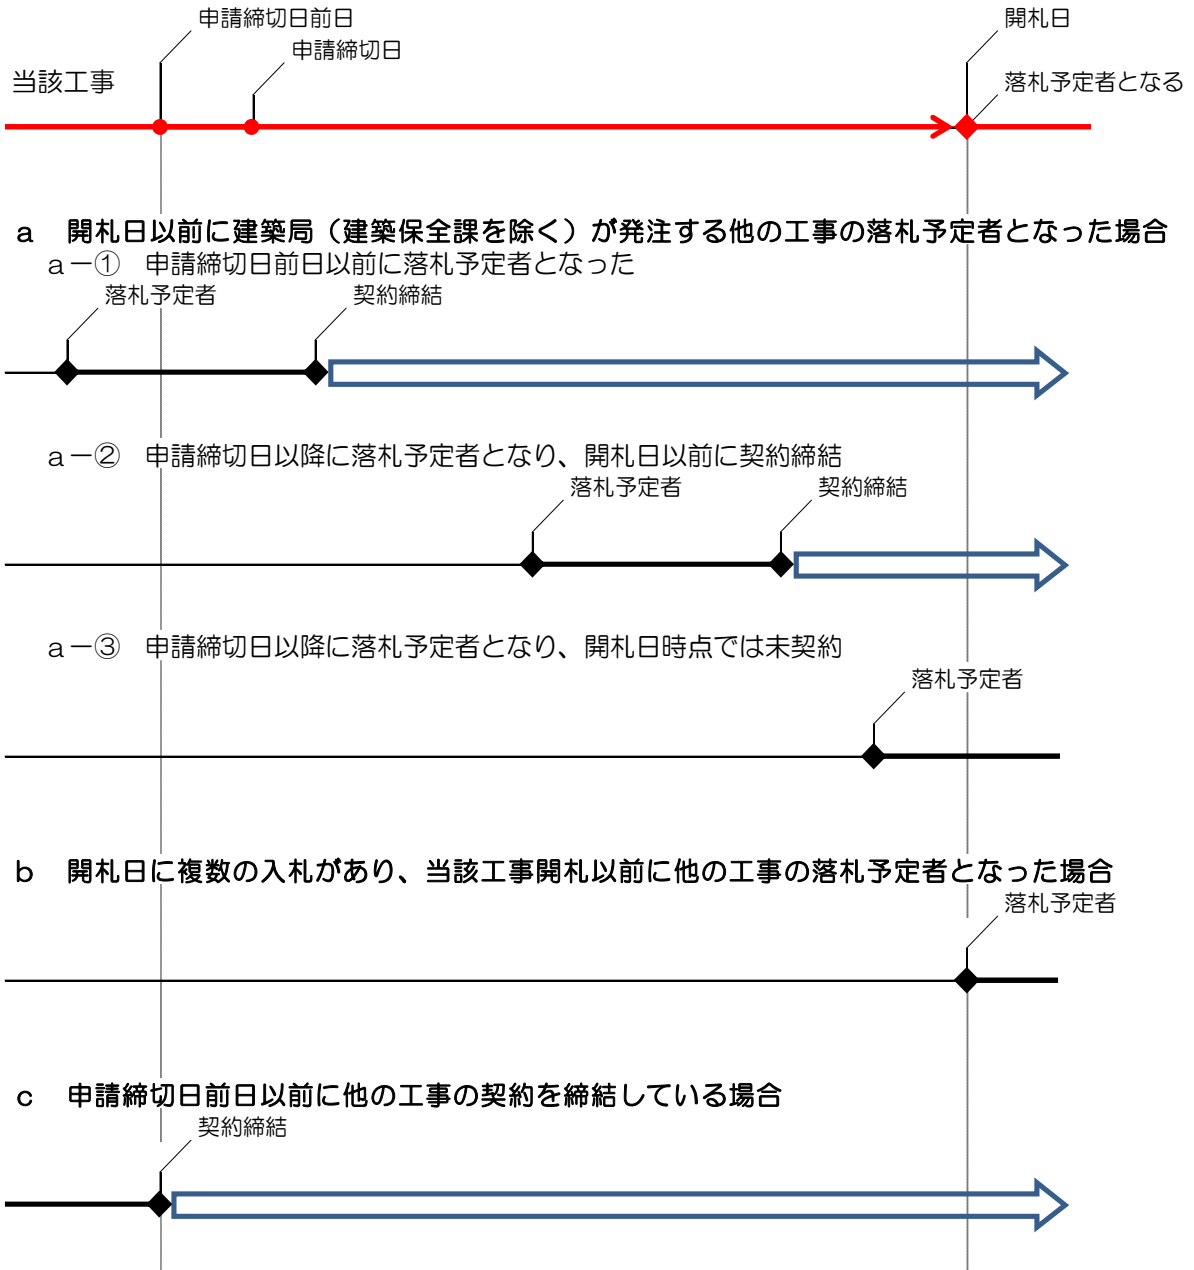 申請締切日前日
開札日
申請締切日
当該工事
落札予定者となる
a 開札日以前に建築局（建築保全課を除く）が発注する他の工事の落札予定者となった場合
a－① 申請締切日前日以前に落札予定者となった
落札予定者
契約締結
a－② 申請締切日以降に落札予定者となり、開札日以前に契約締結
落札予定者
契約締結
a－③ 申請締切日以降に落札予定者となり、開札日時点では未契約
落札予定者
b 開札日に複数の入札があり、当該工事開札以前に他の工事の落札予定者となった場合
落札予定者
c 申請締切日前日以前に他の工事の契約を締結している場合
契約締結